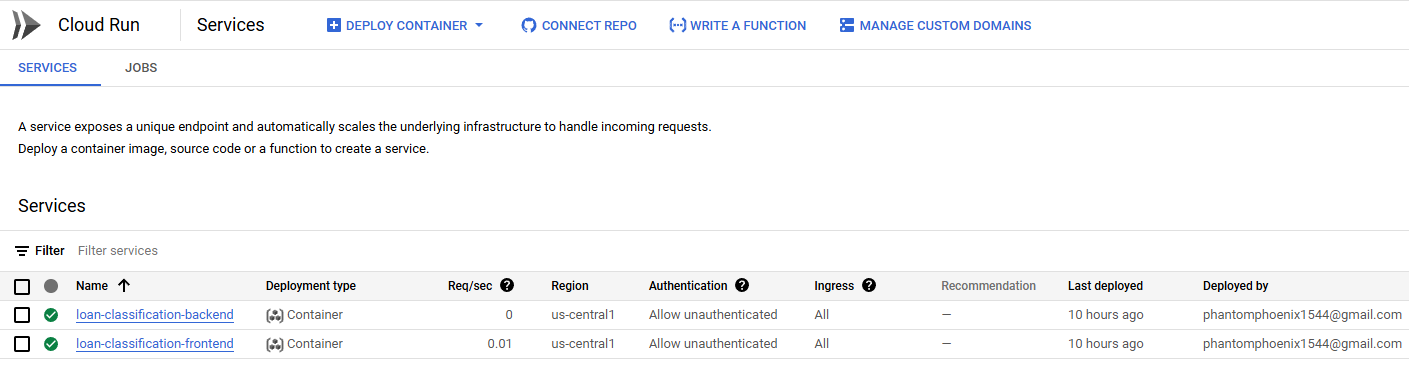 Cloud Run Services DEPLOY CONTAINER CONNECT REPO WRITE A FUNCTION MANAGE CUSTOM DOMAINS
SERVICES JOBS
A service exposes a unique endpoint and automatically scales the underlying infrastructure to handle incoming requests.
Deploy a container image, source code or a function to create a service.
Services
Filter Filter services
Name Deployment type Req/sec ? Region Authentication ? Ingress ? Recommendation Last deployed Deployed by
loan-classification-backend Container 0 us-central1 Allow unauthenticated All — 10 hours ago phantomphoenix1544@gmail.com
loan-classification-frontend Container 0.01 us-central1 Allow unauthenticated All — 10 hours ago phantomphoenix1544@gmail.com